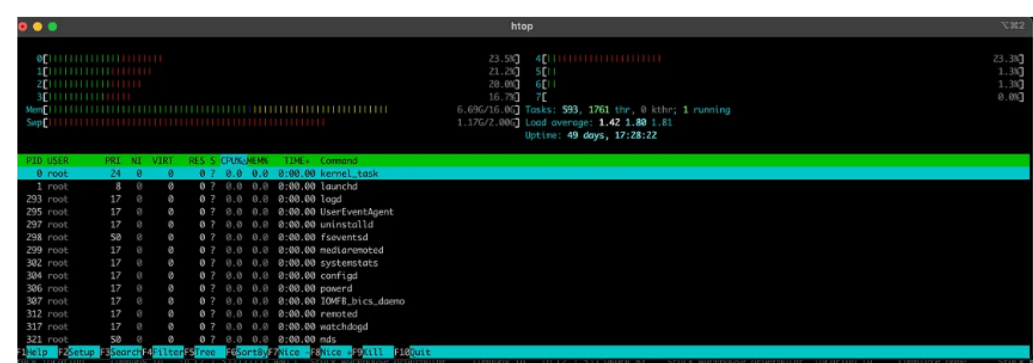 htop
⌥⌘2
0[ 23.5%] 4[ 23.3%]
1[ 21.2%] 5[ 1.3%]
2[ 20.0%] 6[ 1.3%]
3[ 16.7%] 7[ 0.0%]
Mem[ 6.69G/16.0G] Tasks: 593, 1761 thr, 0 kthr; 1 running
Swp[ 1.17G/2.00G] Load average: 1.42 1.80 1.81
Uptime: 49 days, 17:28:22
PID USER PRI NI VIRT RES S CPU%△MEM% TIME+ Command
0 root 24 0 0 0 ? 0.0 0.0 0:00.00 kernel_task
1 root 8 0 0 0 ? 0.0 0.0 0:00.00 launchd
293 root 17 0 0 0 ? 0.0 0.0 0:00.00 logd
295 root 17 0 0 0 ? 0.0 0.0 0:00.00 UserEventAgent
297 root 17 0 0 0 ? 0.0 0.0 0:00.00 uninstalld
298 root 50 0 0 0 ? 0.0 0.0 0:00.00 fseventsd
299 root 17 0 0 0 ? 0.0 0.0 0:00.00 mediaremoted
302 root 17 0 0 0 ? 0.0 0.0 0:00.00 systemstats
304 root 17 0 0 0 ? 0.0 0.0 0:00.00 configd
306 root 17 0 0 0 ? 0.0 0.0 0:00.00 powerd
307 root 17 0 0 0 ? 0.0 0.0 0:00.00 IOMFB_bics_daemo
312 root 17 0 0 0 ? 0.0 0.0 0:00.00 remoted
317 root 17 0 0 0 ? 0.0 0.0 0:00.00 watchdogd
321 root 50 0 0 0 ? 0.0 0.0 0:00.00 mds
F1Help F2Setup F3SearchF4FilterF5Tree F6SortByF7Nice -F8Nice +F9Kill F10Quit